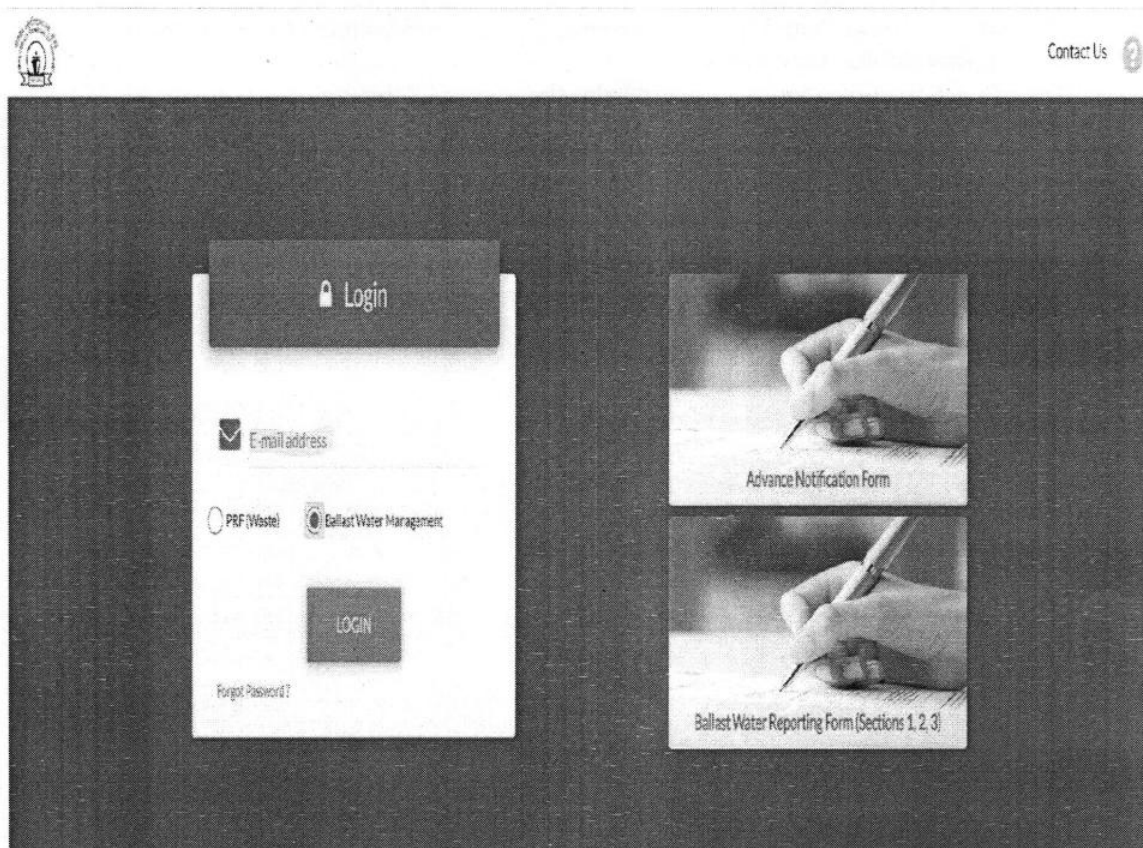 Contact Us ?
Login
E-mail address
PRF (Waste)
Ballast Water Management
LOGIN
Forgot Password ?
Advance Notification Form
Ballast Water Reporting Form (Sections 1, 2, 3)